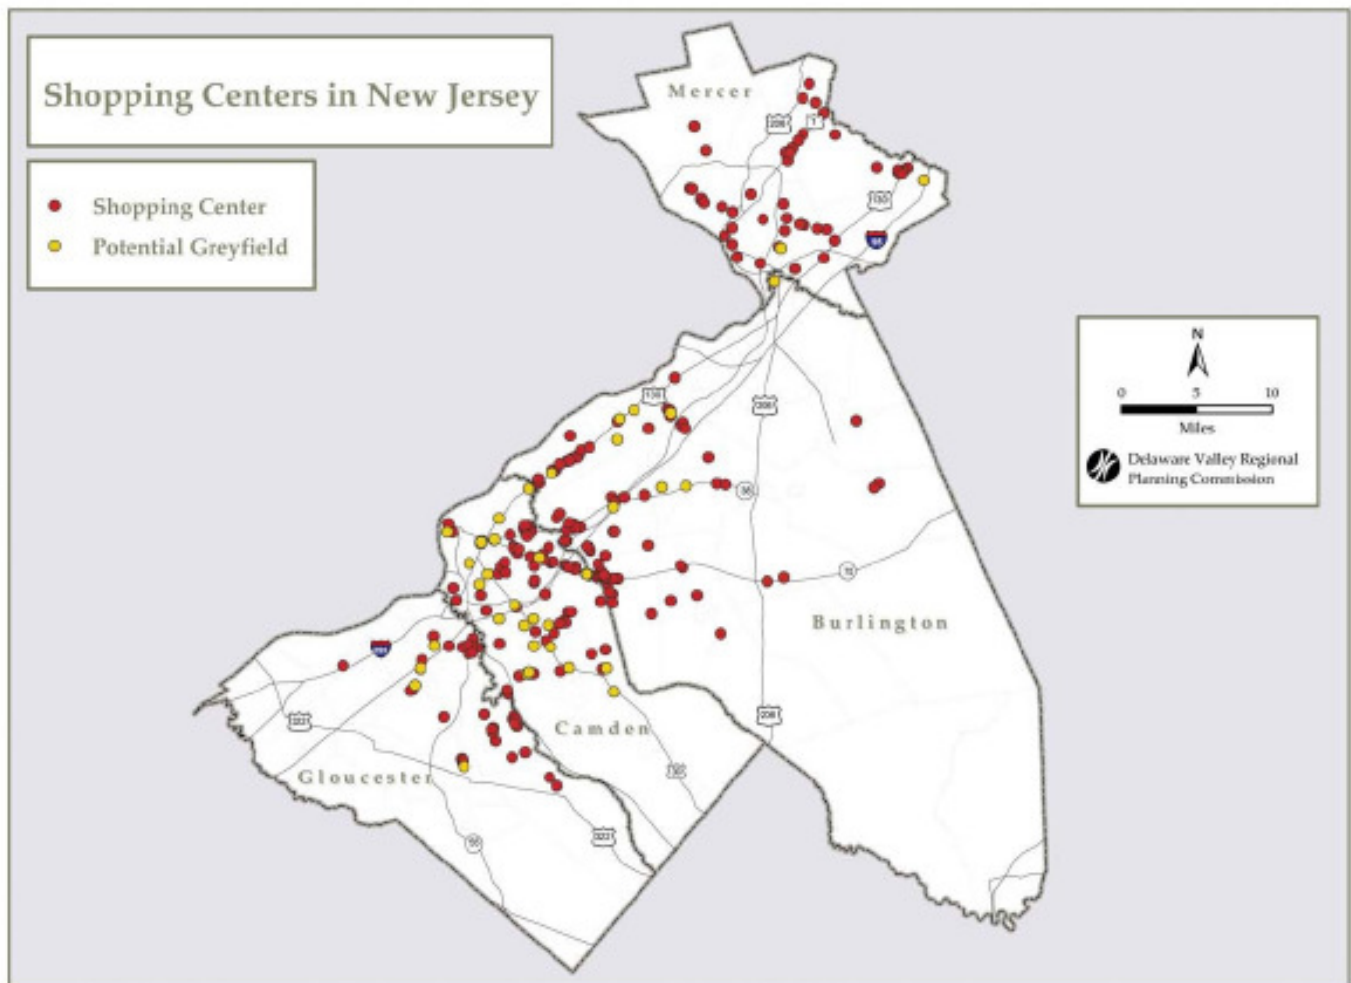 Shopping Centers in New Jersey
Shopping Center
Potential Greyfield
Mercer
206
1
130
95
N
0 5 10
Miles
Delaware Valley Regional
Planning Commission
130
206
38
70
Burlington
295
206
322
Camden
30
Gloucester
322
55